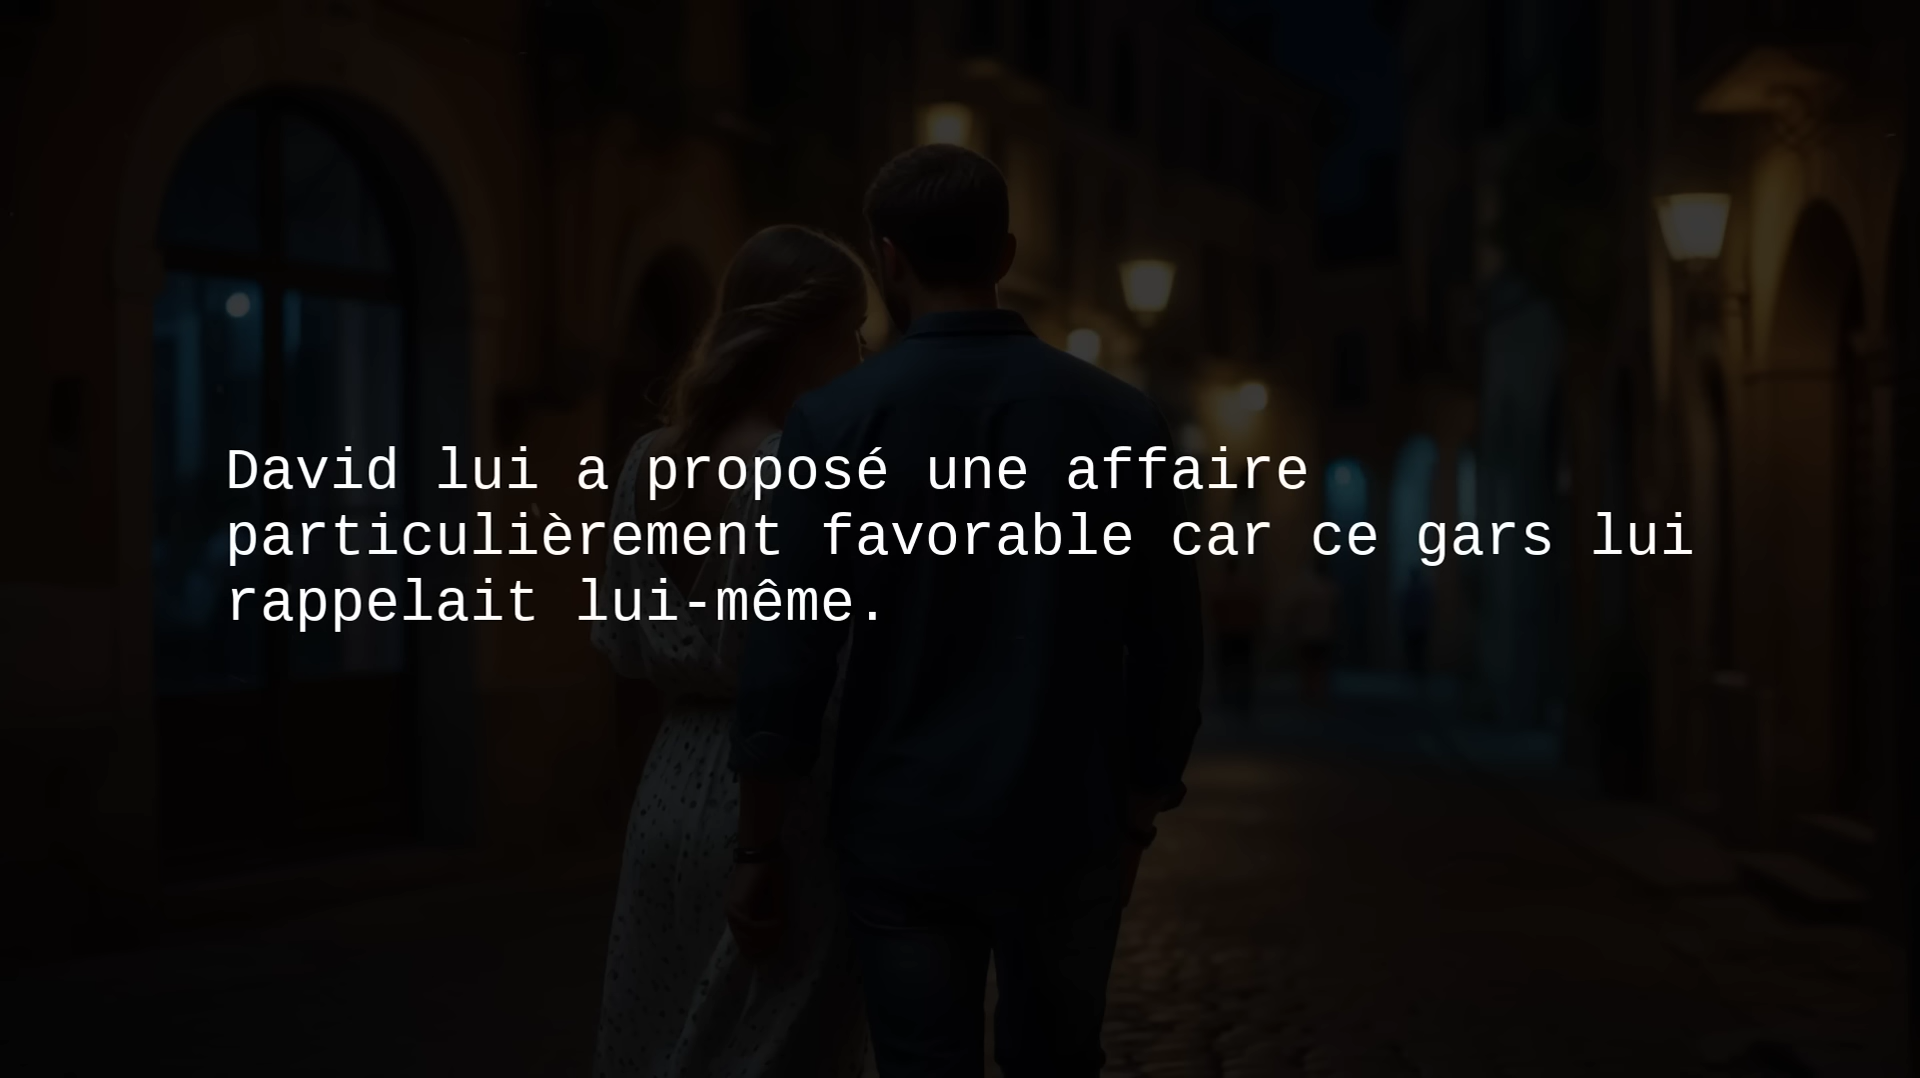 David lui a proposé une affaire
particulièrement favorable car ce gars lui
rappelait lui-même.